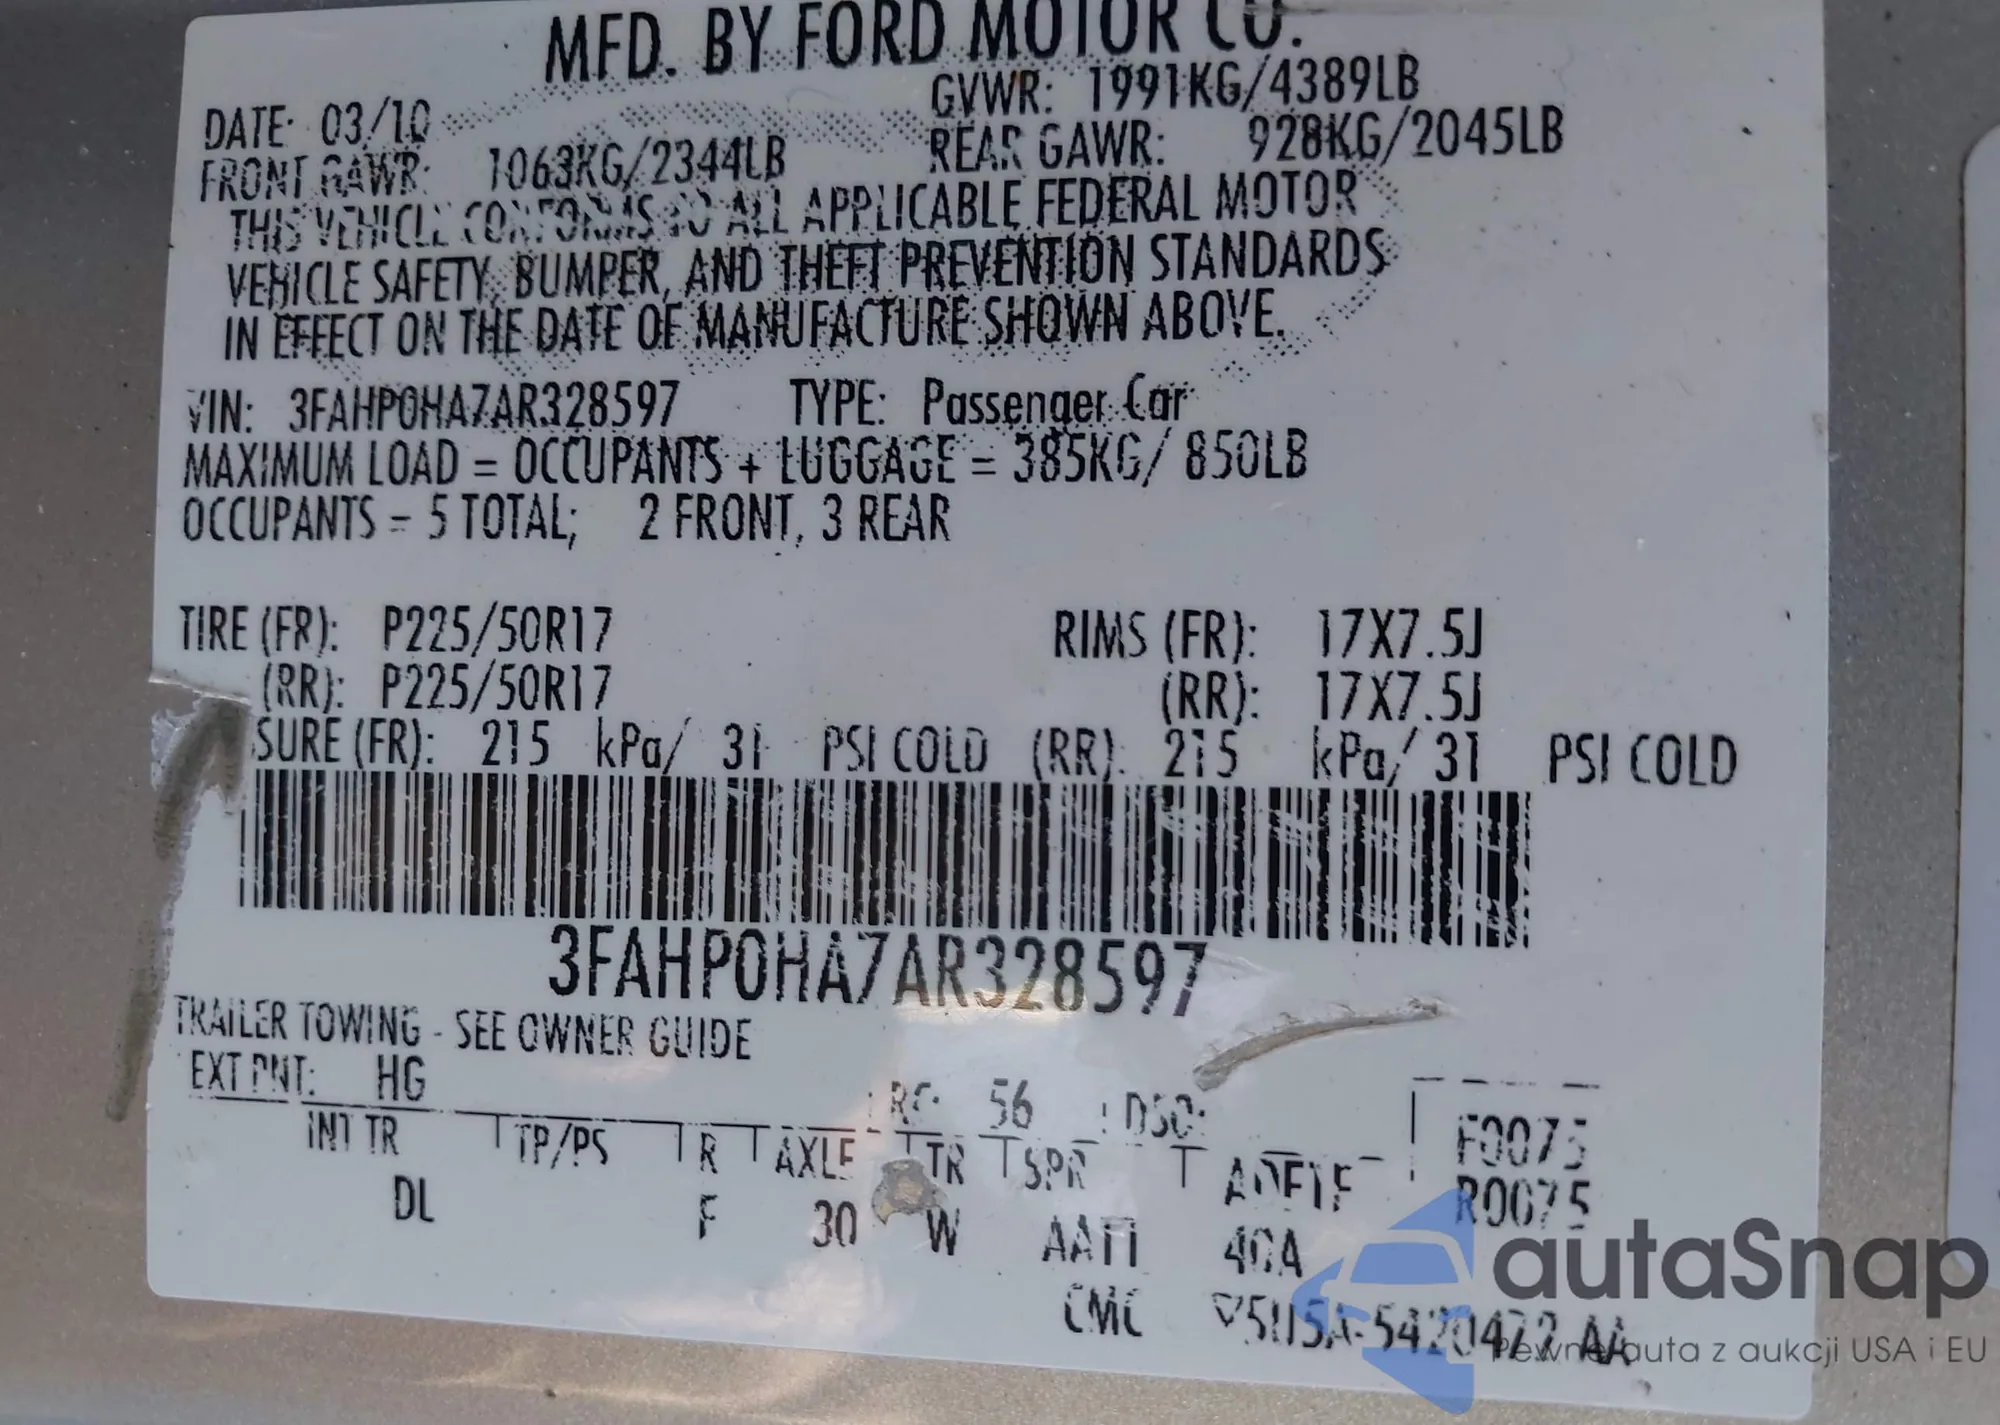 MFD. BY FORD MOTOR CO.
DATE: 03/10 GVWR: 1991KG/4389LB
FRONT GAWR: 1063KG/2344LB REAR GAWR: 928KG/2045LB
THIS VEHICLE CONFORMS TO ALL APPLICABLE FEDERAL MOTOR
VEHICLE SAFETY, BUMPER, AND THEFT PREVENTION STANDARDS
IN EFFECT ON THE DATE OF MANUFACTURE SHOWN ABOVE.
VIN: 3FAHP0HA7AR328597 TYPE: Passenger Car
MAXIMUM LOAD = OCCUPANTS + LUGGAGE = 385KG/ 850LB
OCCUPANTS = 5 TOTAL; 2 FRONT, 3 REAR
TIRE (FR): P225/50R17 RIMS (FR): 17X7.5J
(RR): P225/50R17 (RR): 17X7.5J
SURE (FR): 215 kPa/ 31 PSI COLD (RR): 215 kPa/ 31 PSI COLD
3FAHP0HA7AR328597
TRAILER TOWING - SEE OWNER GUIDE
EXT PNT: HG RC: 56 DSO:
F0075
INT TR TP/PS R AXLE TR SPR
R0075
DL F 30 W 40A
CMC
autaSnap
Pewne auta z aukcji USA i EU